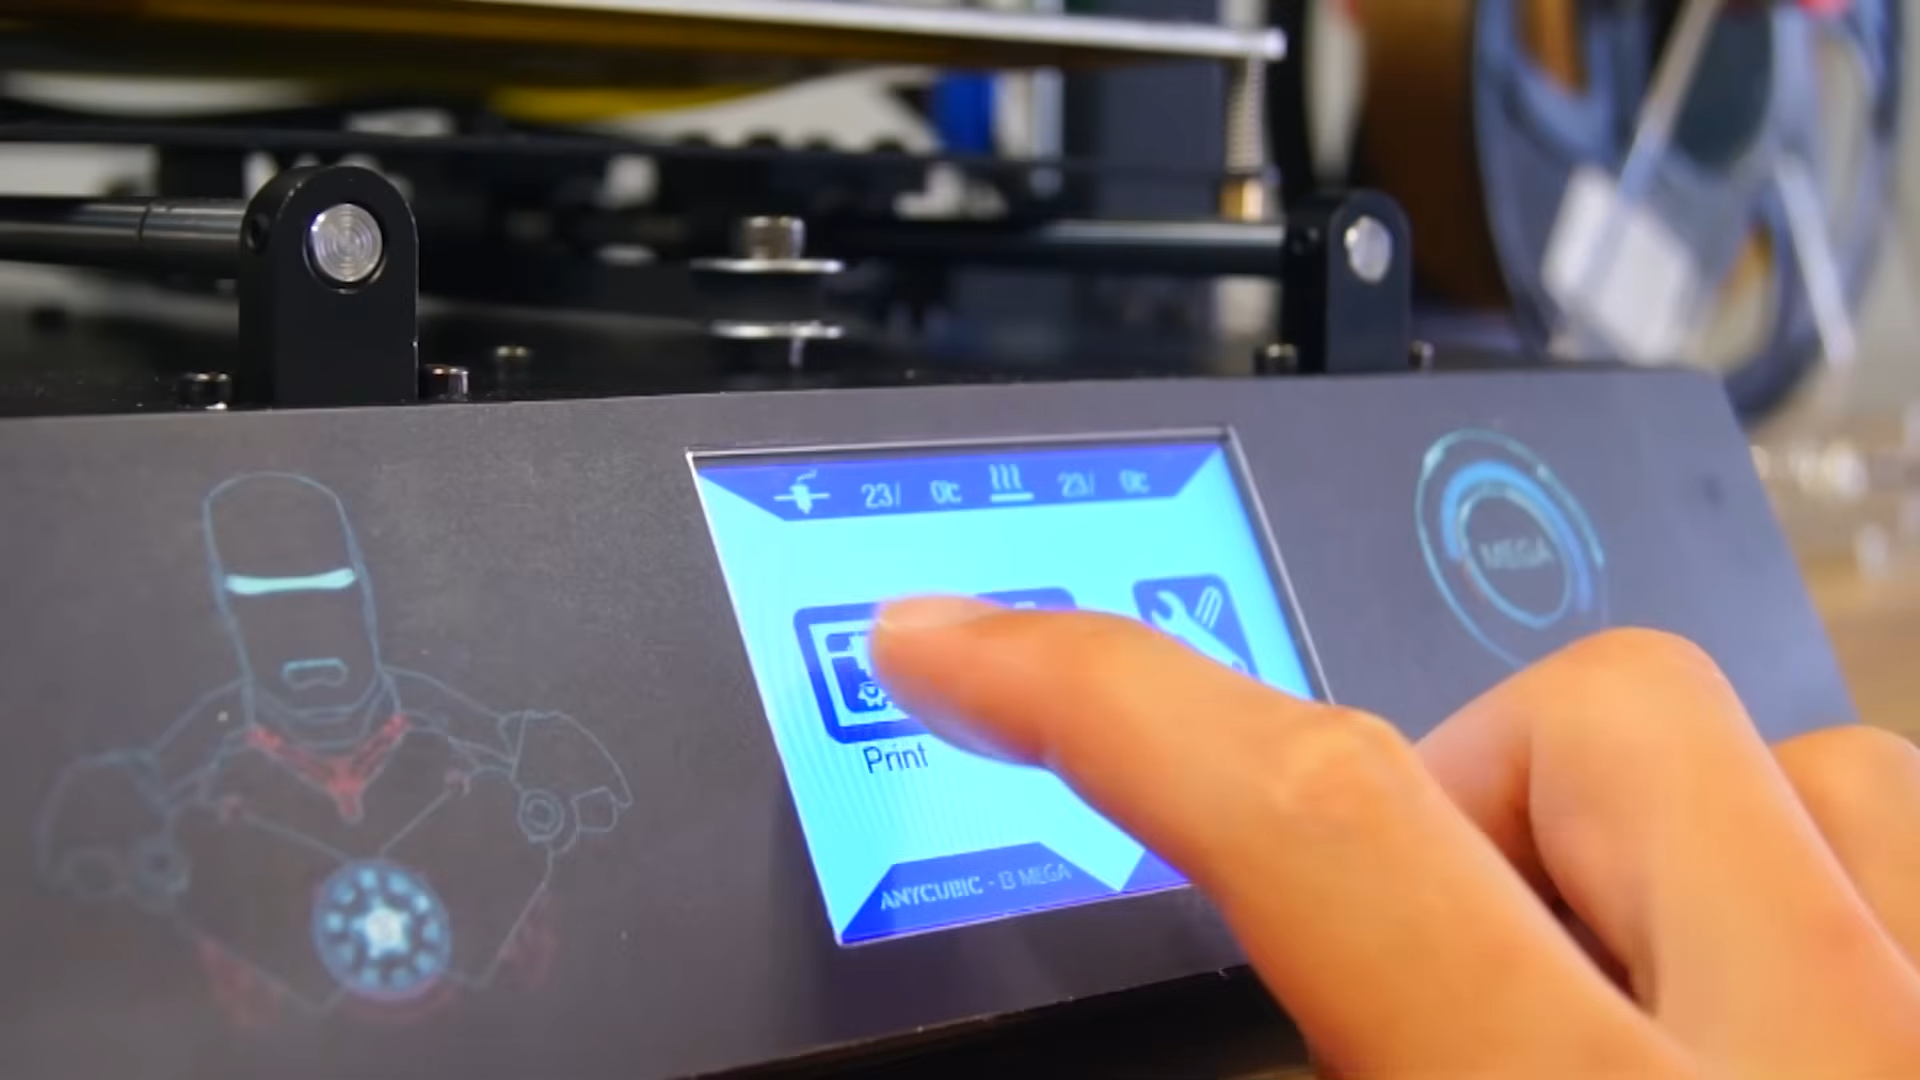 23/ 0c 23/ 0c
Print
ANYCUBIC - I3 MEGA
MEGA